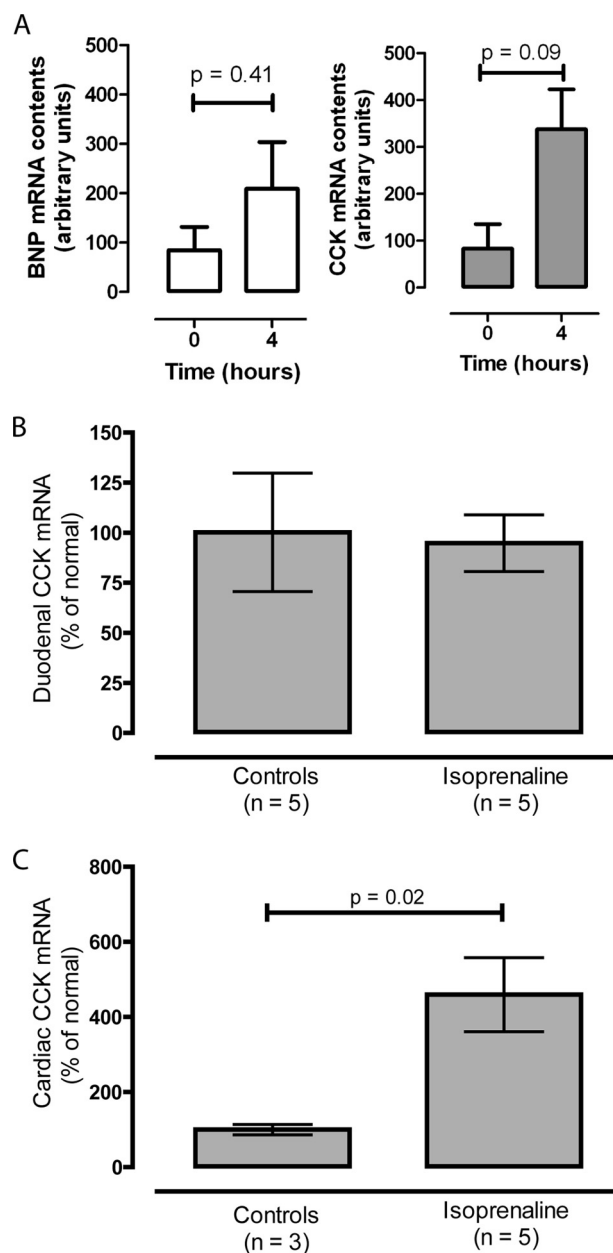 A
BNP mRNA contents
(arbitrary units)
500
400
300
200
100
0
p = 0.41
0 4
Time (hours)
CCK mRNA contents
(arbitrary units)
500
400
300
200
100
0
p = 0.09
0 4
Time (hours)
B
Duodenal CCK mRNA
(% of normal)
150
125
100
75
50
25
0
Controls
(n = 5)
Isoprenaline
(n = 5)
C
Cardiac CCK mRNA
(% of normal)
800
600
400
200
0
p = 0.02
Controls
(n = 3)
Isoprenaline
(n = 5)